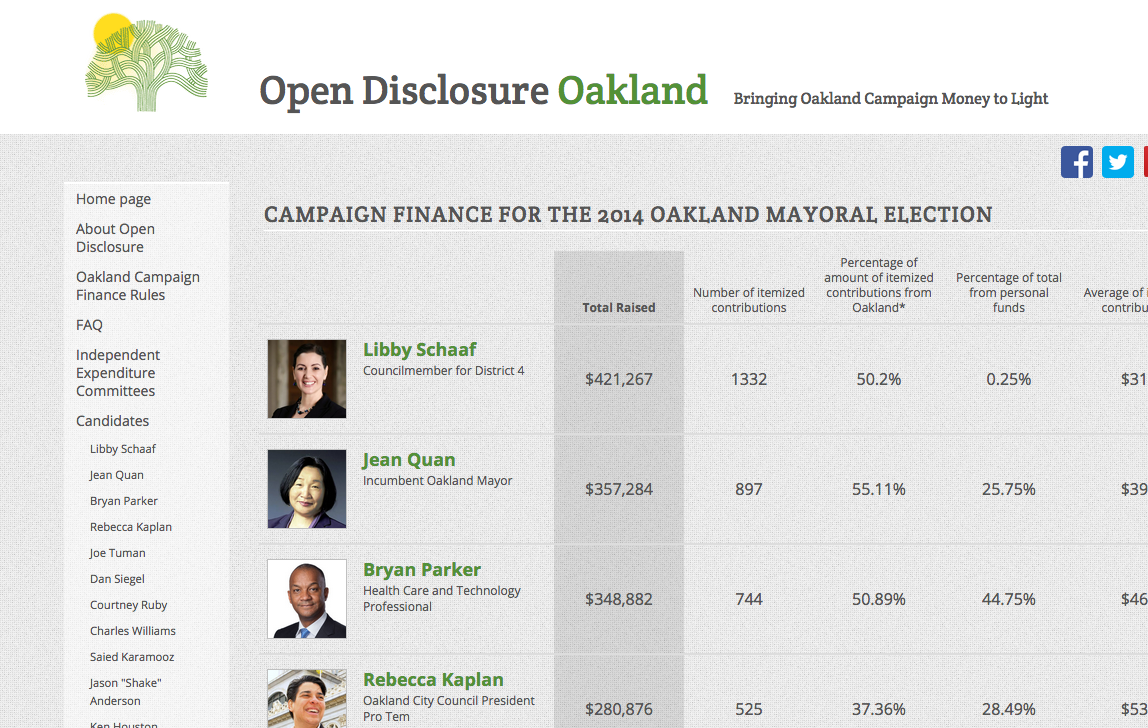 Open Disclosure Oakland
Bringing Oakland Campaign Money to Light
Home page
About Open
Disclosure
Oakland Campaign
Finance Rules
FAQ
Independent
Expenditure
Committees
Candidates
Libby Schaaf
Jean Quan
Bryan Parker
Rebecca Kaplan
Joe Tuman
Dan Siegel
Courtney Ruby
Charles Williams
Saied Karamooz
Jason "Shake"
Anderson
Ken Houston
CAMPAIGN FINANCE FOR THE 2014 OAKLAND MAYORAL ELECTION
Total Raised
Number of itemized
contributions
Percentage of
amount of itemized
contributions from
Oakland*
Percentage of total
from personal
funds
Average of
Libby Schaaf
Councilmember for District 4
$421,267
1332
50.2%
0.25%
$31
Jean Quan
Incumbent Oakland Mayor
$357,284
897
55.11%
25.75%
$39
Bryan Parker
Health Care and Technology
Professional
$348,882
744
50.89%
44.75%
$46
Rebecca Kaplan
Oakland City Council President
Pro Tem
$280,876
525
37.36%
28.49%
$53